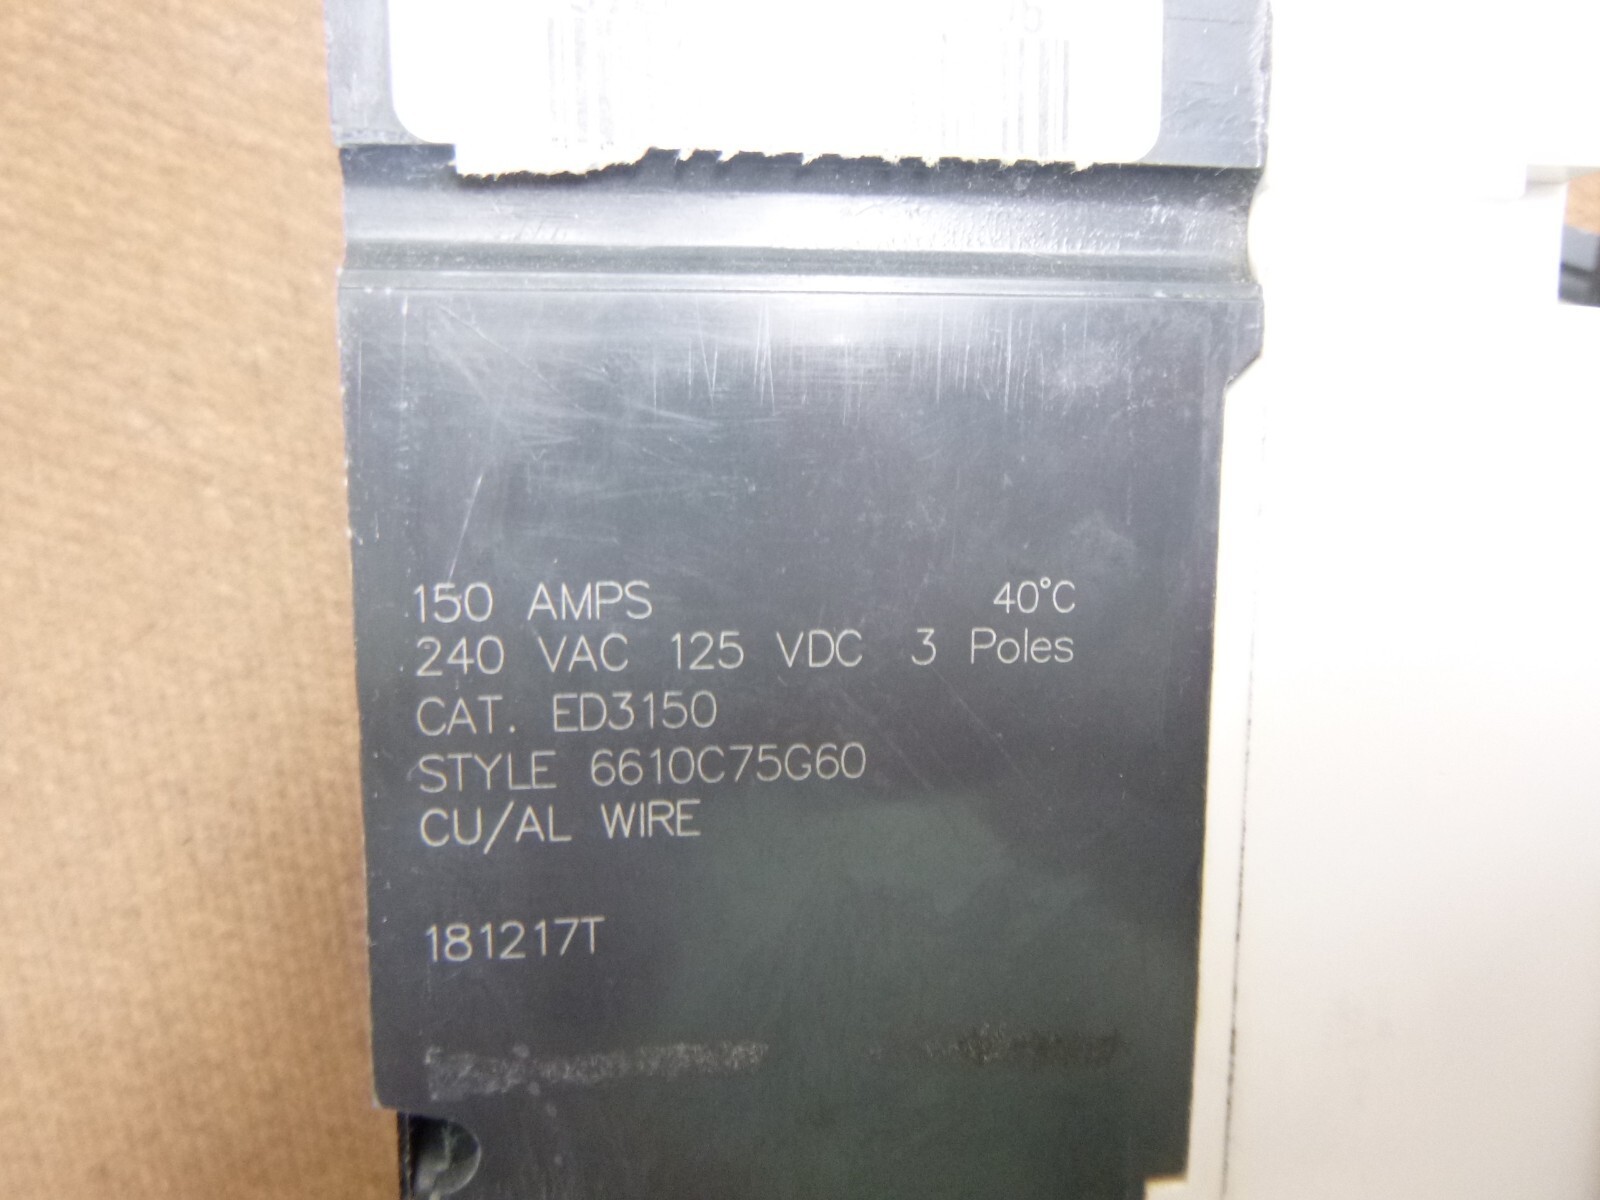 150 AMPS 40°C
240 VAC 125 VDC 3 Poles
CAT. ED3150
STYLE 6610C75G60
CU/AL WIRE
181217T